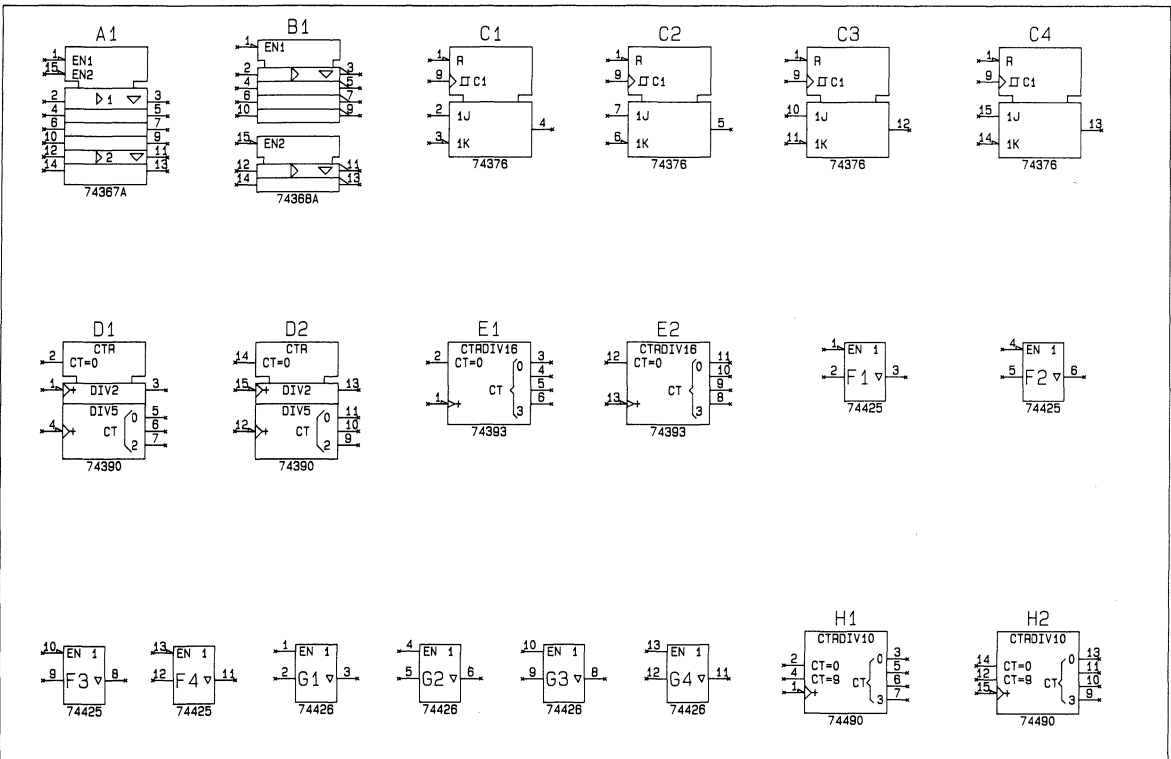 A1
B1
C1
C2
C3
C4
1 EN1
15 EN2
2 1 3
4 5
6 7
10 9
12 2 11
14 13
74367A
1 EN1
2 3
4 5
6 7
10 9
15 EN2
12 11
14 13
74368A
1 R
9 C1
2 1J 4
3 1K
74376
1 R
9 C1
7 1J 5
6 1K
74376
1 R
9 C1
10 1J 12
11 1K
74376
1 R
9 C1
15 1J 13
14 1K
74376
D1
D2
E1
E2
CTR
2 CT=0
1 + DIV2 3
DIV5
4 + CT 0 2 5 6 7
74390
CTR
14 CT=0
15 + DIV2 13
DIV5
12 + CT 0 2 11 10 9
74390
CTRDIV16
2 CT=0
1 + CT 0 3 3 4 5 6
74393
CTRDIV16
12 CT=0
13 + CT 0 3 11 10 9 8
74393
1 EN 1
2 F1 3
74425
4 EN 1
5 F2 6
74425
10 EN 1
9 F3 8
74425
13 EN 1
12 F4 11
74425
1 EN 1
2 G1 3
74426
4 EN 1
5 G2 6
74426
10 EN 1
9 G3 8
74426
13 EN 1
12 G4 11
74426
H1
CTRDIV10
2 CT=0
4 CT=9
1 + CT 0 3 3 5 6 7
74490
H2
CTRDIV10
14 CT=0
12 CT=9
15 + CT 0 3 13 11 10 9
74490